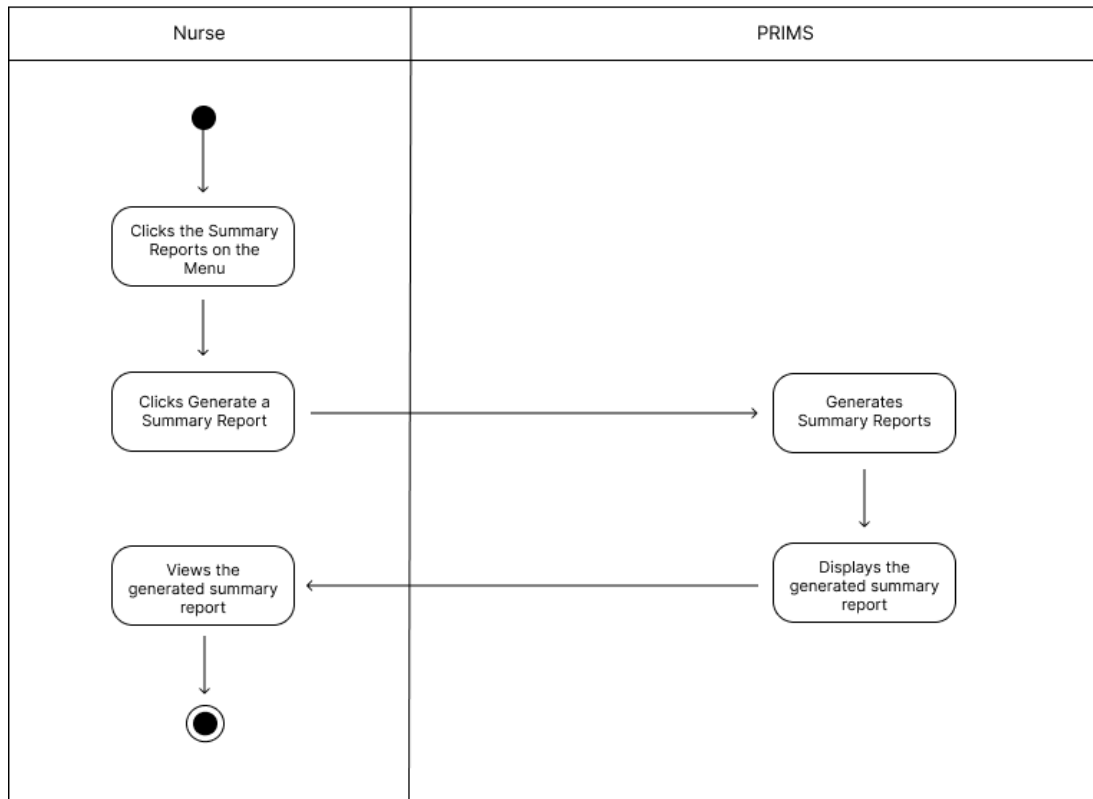 Nurse
PRIMS
Clicks the Summary
Reports on the
Menu
Clicks Generate a
Summary Report
Generates
Summary Reports
Displays the
generated summary
report
Views the
generated summary
report